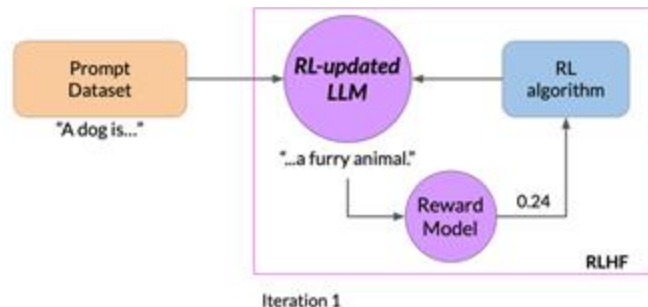 Prompt
Dataset
"A dog is..."
RL-updated
LLM
"...a furry animal."
RL
algorithm
Reward
Model
0.24
RLHF
Iteration 1